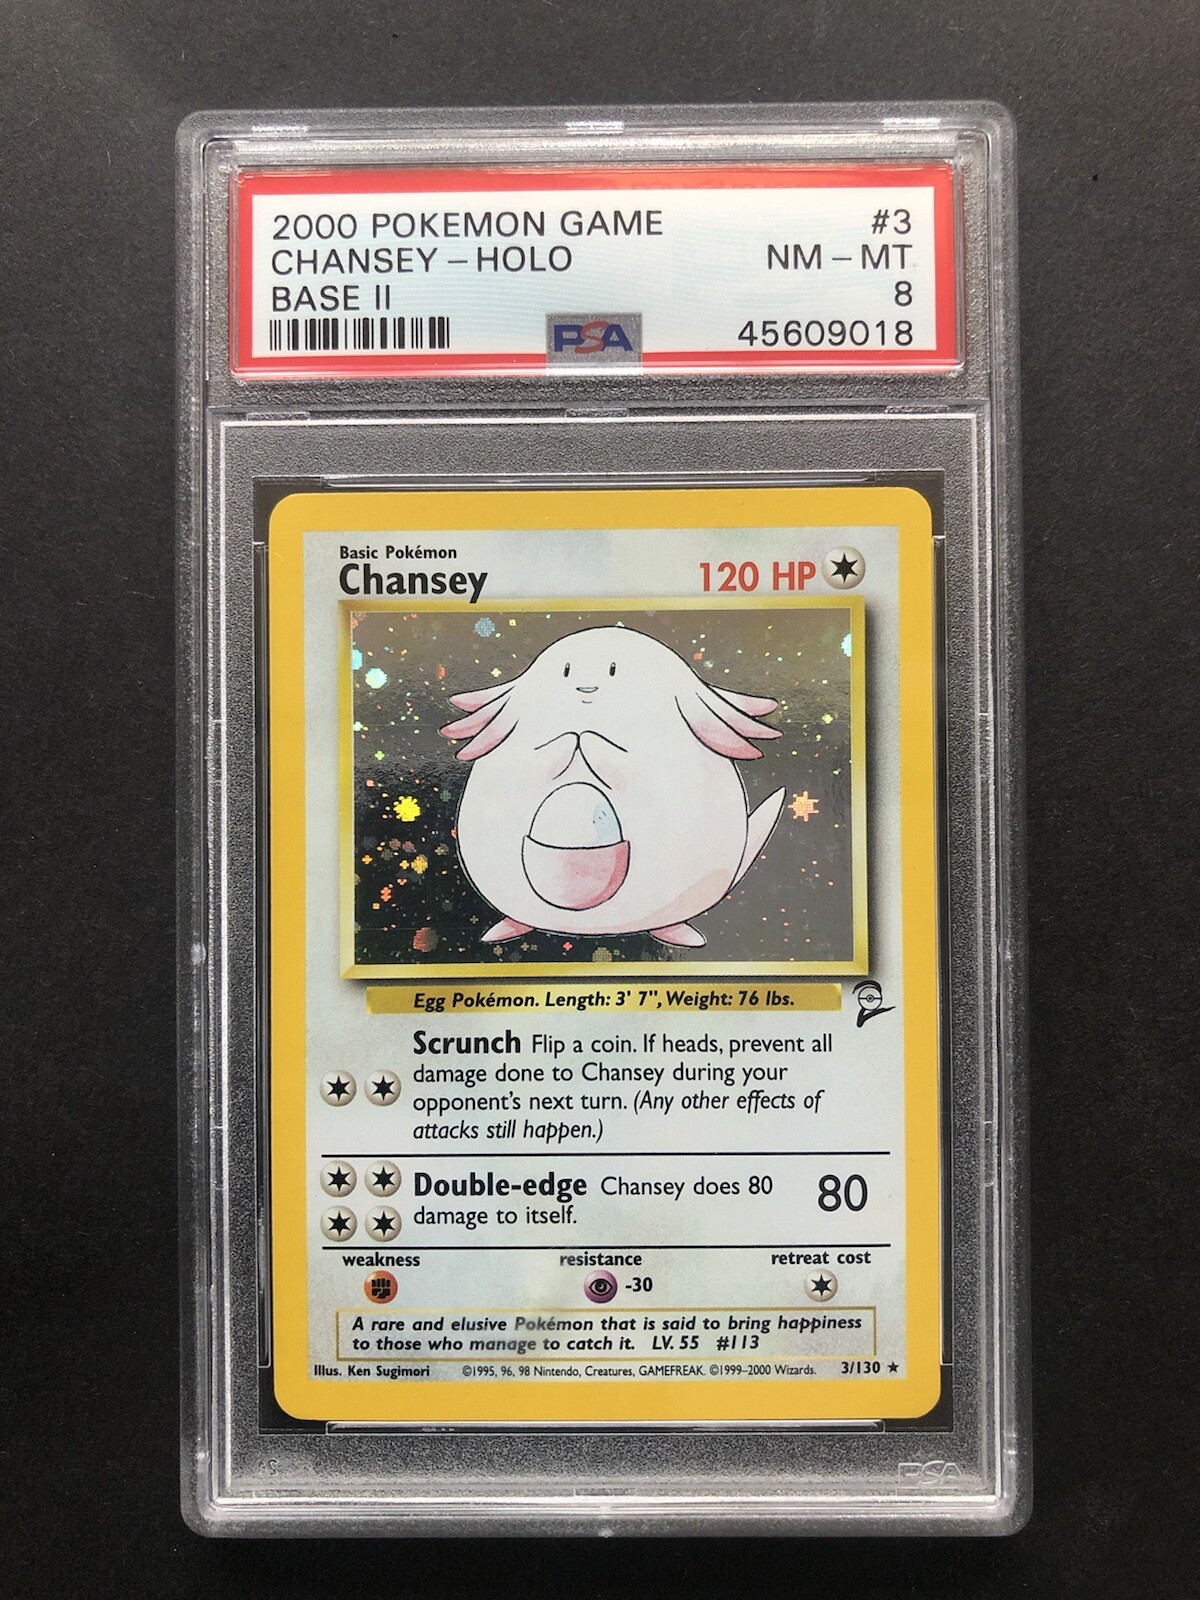 2000 POKEMON GAME #3
CHANSEY – HOLO NM – MT
BASE II 8
PSA 45609018
Basic Pokémon
Chansey 120 HP
Egg Pokémon. Length: 3' 7", Weight: 76 lbs.
Scrunch Flip a coin. If heads, prevent all
damage done to Chansey during your
opponent's next turn. (Any other effects of
attacks still happen.)
Double-edge Chansey does 80 80
damage to itself.
weakness resistance retreat cost
-30
A rare and elusive Pokémon that is said to bring happiness
to those who manage to catch it. LV. 55 #113
Illus. Ken Sugimori ©1995, 96, 98 Nintendo, Creatures, GAMEFREAK. ©1999–2000 Wizards. 3/130 ★
PSA